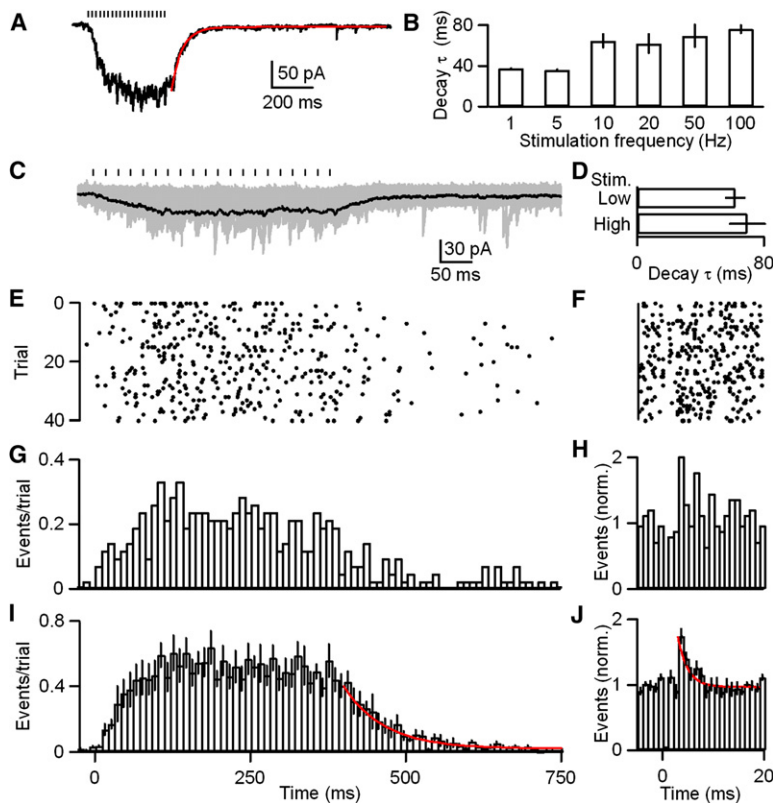 A
50 pA
200 ms
B
Decay τ (ms)
80
40
0
1 5 10 20 50 100
Stimulation frequency (Hz)
C
30 pA
50 ms
D
Stim.
Low
High
0 80
Decay τ (ms)
E
Trial
0
20
40
F
G
Events/trial
0.4
0.2
0
H
Events (norm.)
2
1
0
I
Events/trial
0.8
0.4
0
0 250 500 750
Time (ms)
J
Events (norm.)
2
1
0
0 20
Time (ms)